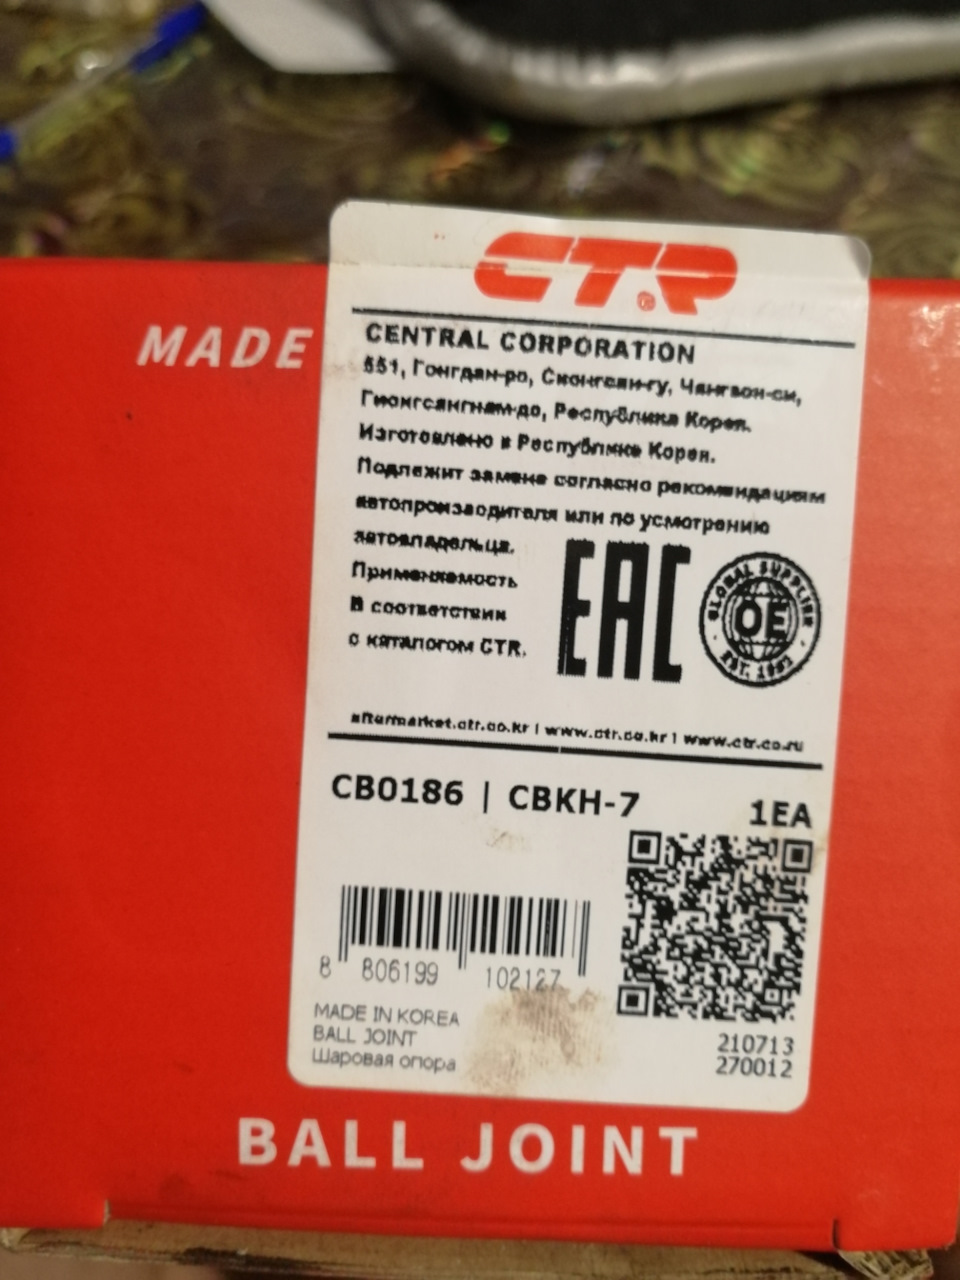 CTR®
MADE
CENTRAL CORPORATION
551, Гонгдан-ро, Сионгсан-гу, Чангвон-си,
Гионгсангнам-до, Республика Корея.
Изготовлено в Республике Корея.
Подлежит замене согласно рекомендациям
автопроизводителя или по усмотрению
автовладельца.
Применяемость
В соответствии
с каталогом CTR.
EAC
GLOBAL SUPPLIER
OE
EST. 1952
aftermarket.ctr.co.kr | www.ctr.co.kr | www.ctr.co.ru
CB0186 | CBKH-7
1EA
8 806199 102127
MADE IN KOREA
BALL JOINT
Шаровая опора
210713
270012
BALL JOINT